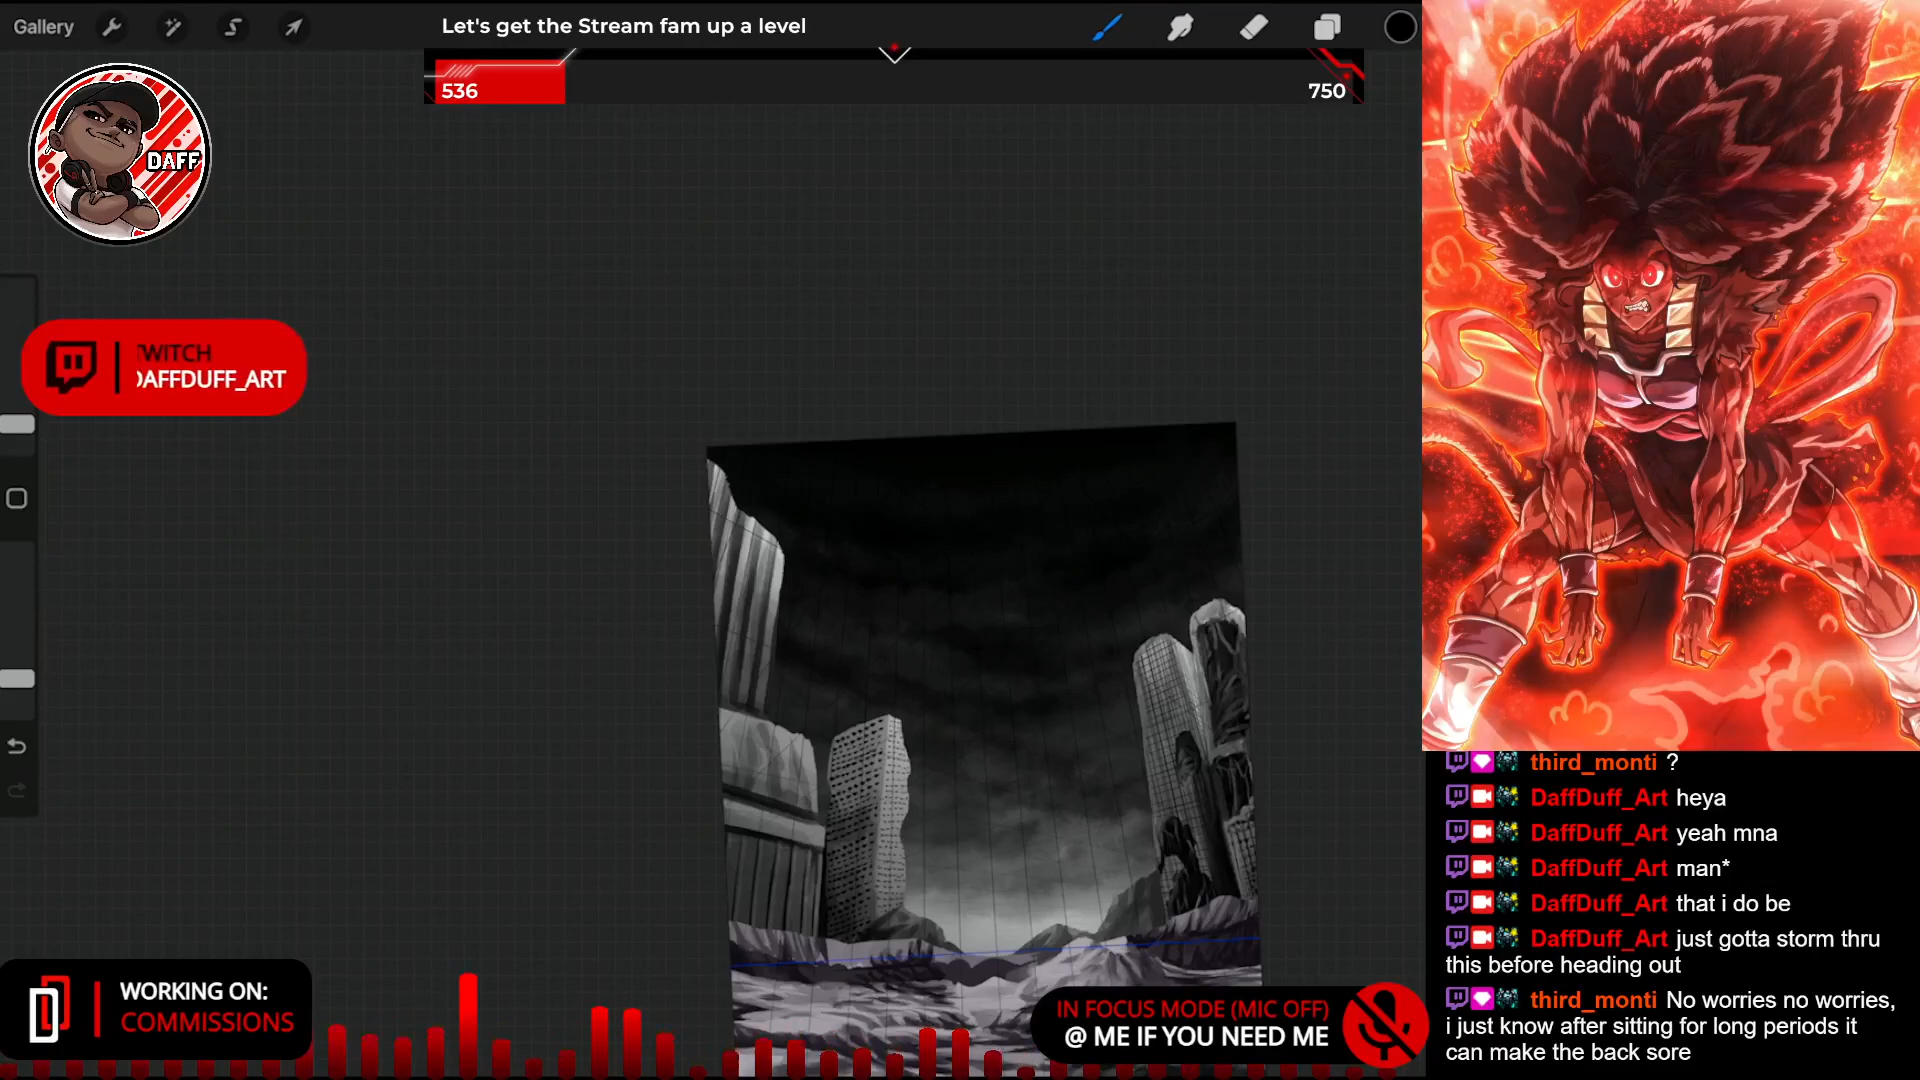 Gallery
Let's get the Stream fam up a level
536
750
DAFF
TWITCH
DAFFDUFF_ART
third_monti ?
DaffDuff_Art heya
DaffDuff_Art yeah mna
DaffDuff_Art man*
DaffDuff_Art that i do be
DaffDuff_Art just gotta storm thru
this before heading out
third_monti No worries no worries,
i just know after sitting for long periods it
can make the back sore
WORKING ON:
COMMISSIONS
IN FOCUS MODE (MIC OFF)
@ ME IF YOU NEED ME